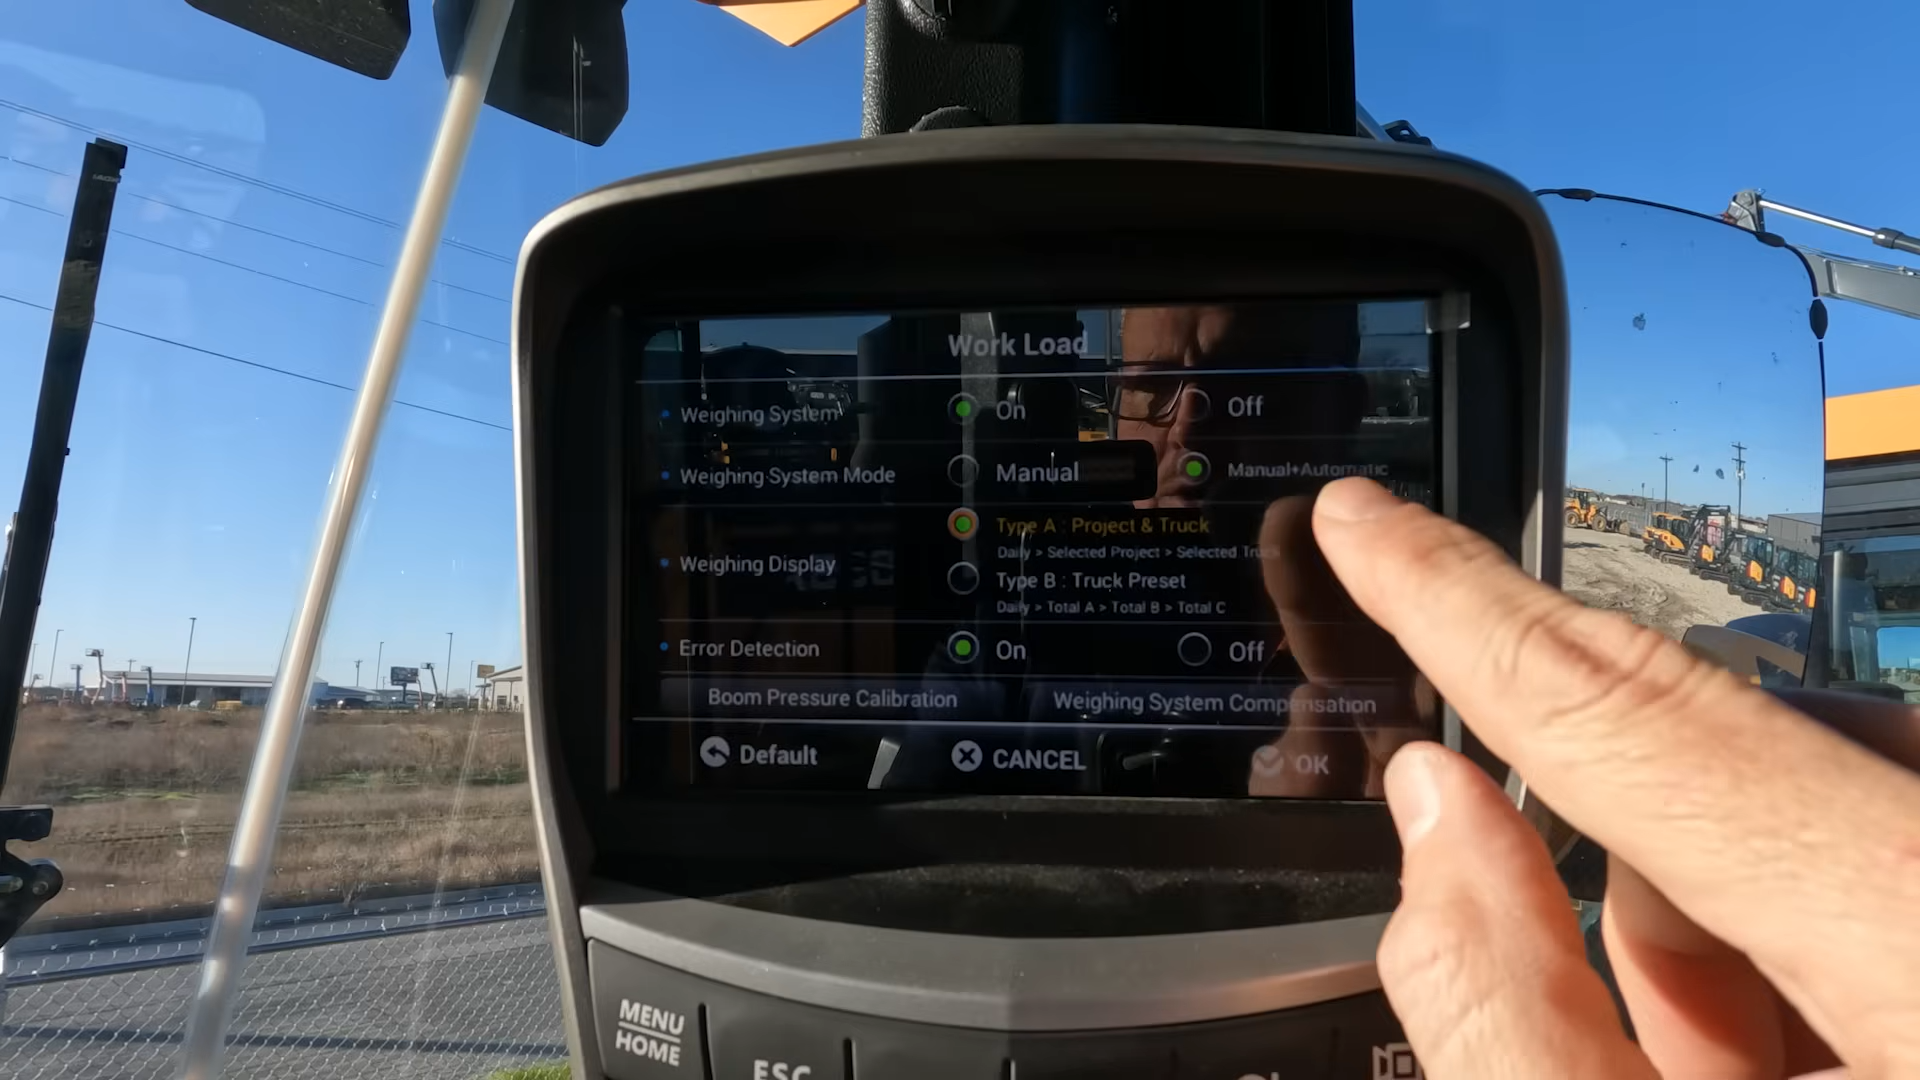 Work Load
Weighing System On Off
Weighing System Mode Manual Manual+Automatic
Type A : Project & Truck
Daily > Selected Project > Selected Truck
Weighing Display
Type B : Truck Preset
Daily > Total A > Total B > Total C
Error Detection On Off
Boom Pressure Calibration Weighing System Compensation
Default CANCEL OK
MENU
HOME
ESC